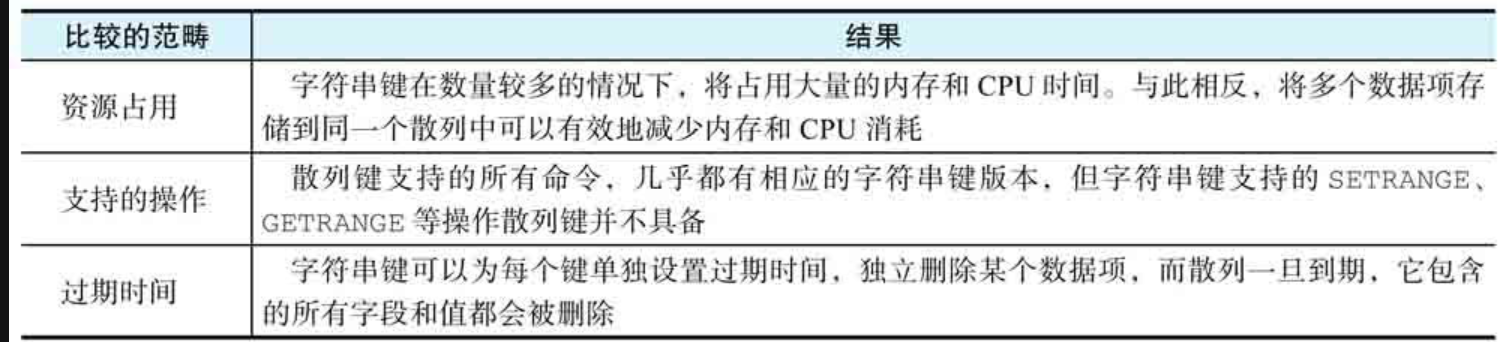 比较的范畴 结果
字符串键在数量较多的情况下，将占用大量的内存和 CPU 时间。与此相反，将多个数据项存
资源占用
储到同一个散列中可以有效地减少内存和 CPU 消耗
散列键支持的所有命令，几乎都有相应的字符串键版本，但字符串键支持的 SETRANGE、
支持的操作
GETRANGE 等操作散列键并不具备
字符串键可以为每个键单独设置过期时间，独立删除某个数据项，而散列一旦到期，它包含
过期时间
的所有字段和值都会被删除